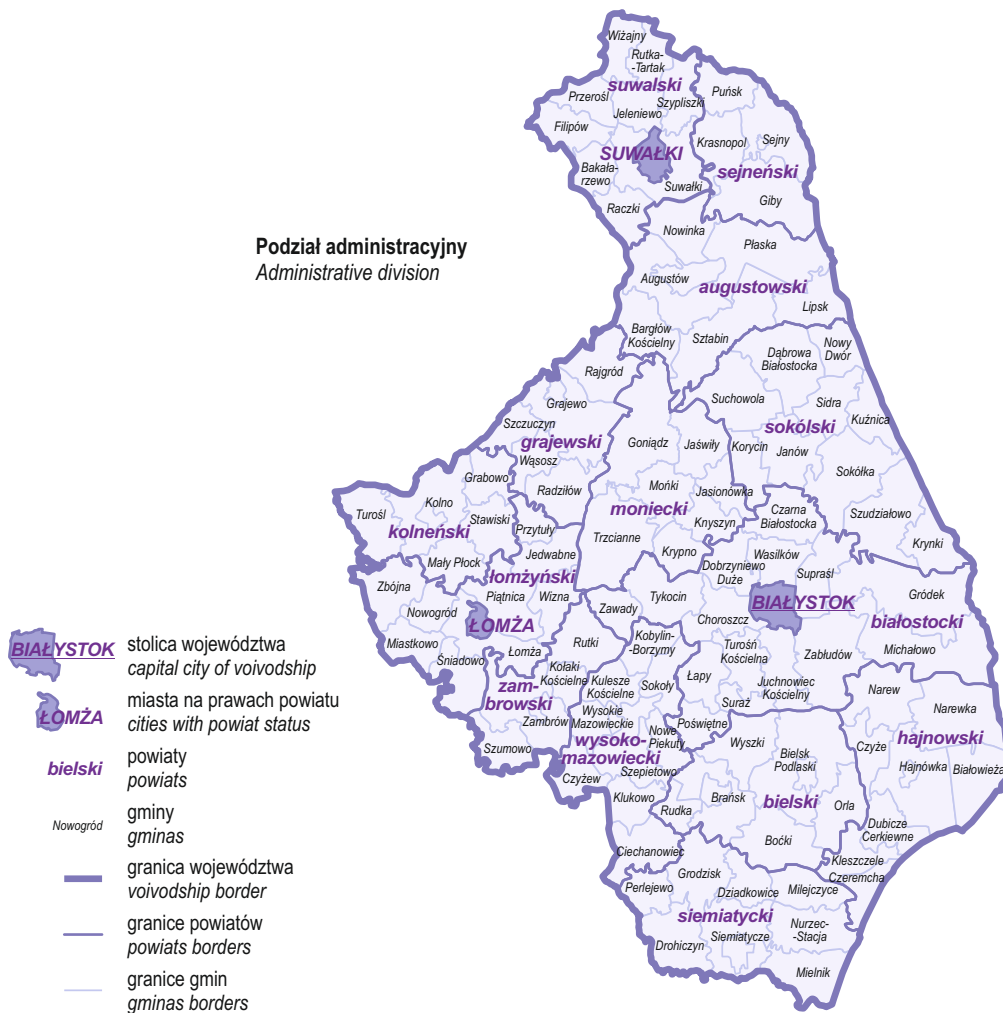 Podział administracyjny
Administrative division
Wiżajny
Rutka-
-Tartak
suwalski
Przerośl
Szypliszki
Puńsk
Jeleniewo
Filipów
Krasnopol
Sejny
SUWAŁKI
Bakała-
rzewo
sejneński
Suwałki
Raczki
Giby
Nowinka
Płaska
Augustów
augustowski
Lipsk
Bargłów
Kościelny
Sztabin
Nowy
Dwór
Dąbrowa
Białostocka
Rajgród
Suchowola
Sidra
Grajewo
Kuźnica
Szczuczyn
sokólski
grajewski
Goniądz
Jaświły
Korycin
Janów
Wąsosz
Sokółka
Grabowo
Radziłów
Mońki
Jasionówka
Kolno
moniecki
Czarna
Białostocka
Turośl
Stawiski
Przytuły
Knyszyn
Szudziałowo
kolneński
Trzcianne
Krynki
Mały Płock
Jedwabne
Krypno
Wasilków
Dobrzyniewo
Duże
Supraśl
Zbójna
łomżyński
Piątnica
Wizna
Tykocin
Zawady
BIAŁYSTOK
Gródek
Nowogród
ŁOMŻA
Choroszcz
białostocki
Miastkowo
Rutki
Kobylin-
-Borzymy
Turośń
Kościelna
Zabłudów
Michałowo
Śniadowo
Łomża
Kołaki
Kościelne
Kulesze
Kościelne
Sokoły
Łapy
Juchnowiec
Kościelny
zam-
browski
Suraż
Narew
Wysokie
Mazowieckie
Narewka
Zambrów
Nowe
Piekuty
Poświętne
wysoko-
mazowiecki
Wyszki
Bielsk
Podlaski
Czyże
hajnowski
Szumowo
Czyżew
Szepietowo
Hajnówka
Białowieża
Klukowo
Brańsk
bielski
Orla
Rudka
Dubicze
Cerkiewne
Boćki
Ciechanowiec
Kleszczele
Czeremcha
Perlejewo
Grodzisk
Dziadkowice
Milejczyce
siemiatycki
Nurzec-
-Stacja
Drohiczyn
Siemiatycze
Mielnik
BIAŁYSTOK
stolica województwa
capital city of voivodship
ŁOMŻA
miasta na prawach powiatu
cities with powiat status
bielski
powiaty
powiats
Nowogród
gminy
gminas
granica województwa
voivodship border
granice powiatów
powiats borders
granice gmin
gminas borders